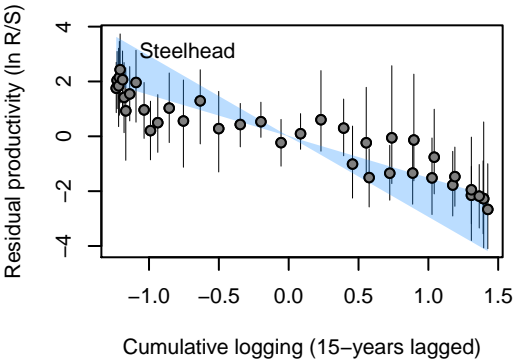 Residual productivity (ln R/S)
4
2
0
−2
−4
Steelhead
−1.0 −0.5 0.0 0.5 1.0 1.5
Cumulative logging (15−years lagged)